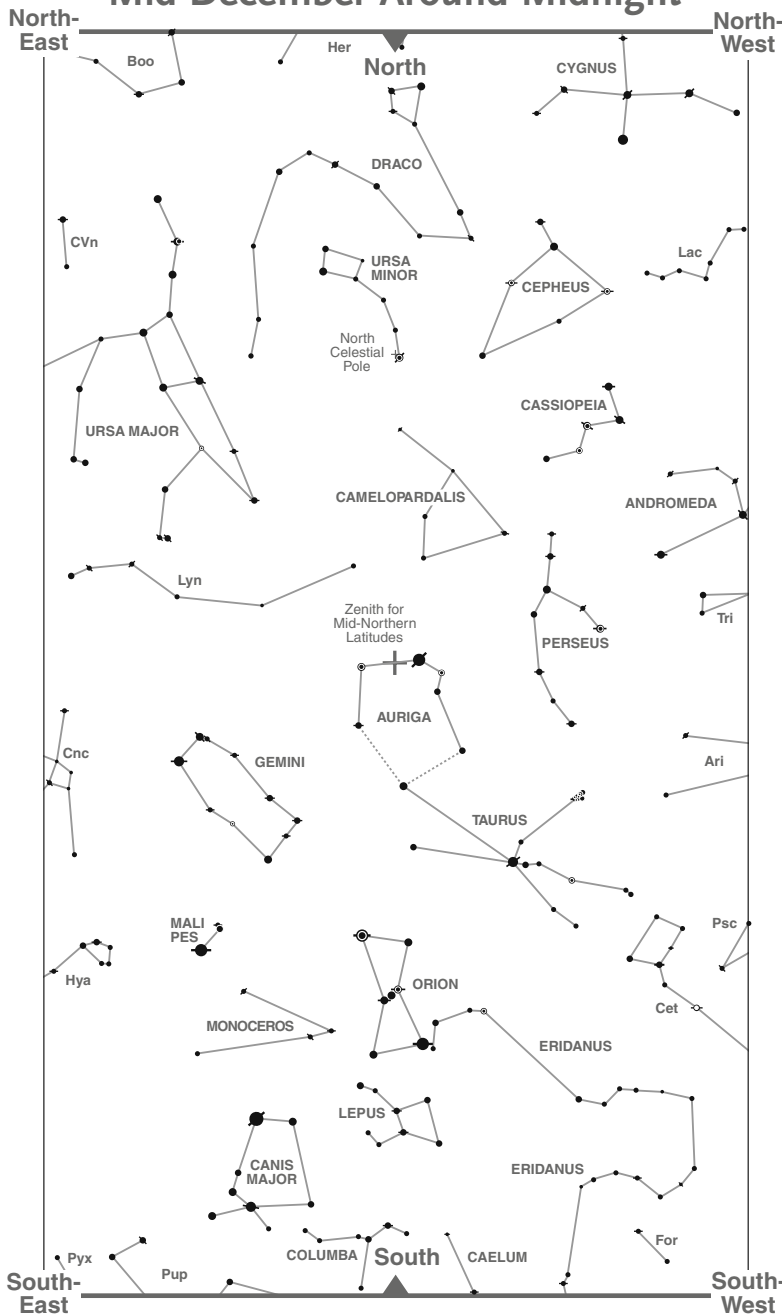 Mid-December Around Midnight
North-
East
North-
West
Boo
Her
North
CYGNUS
DRACO
CVn
URSA
MINOR
Lac
CEPHEUS
North
Celestial
Pole
CASSIOPEIA
URSA MAJOR
CAMELOPARDALIS
ANDROMEDA
Lyn
Zenith for
Mid-Northern
Latitudes
Tri
PERSEUS
AURIGA
Cnc
GEMINI
Ari
TAURUS
MALI
PES
Psc
Hya
ORION
Cet
MONOCEROS
ERIDANUS
LEPUS
CANIS
MAJOR
ERIDANUS
COLUMBA
South
CAELUM
For
Pyx
Pup
South-
East
South-
West